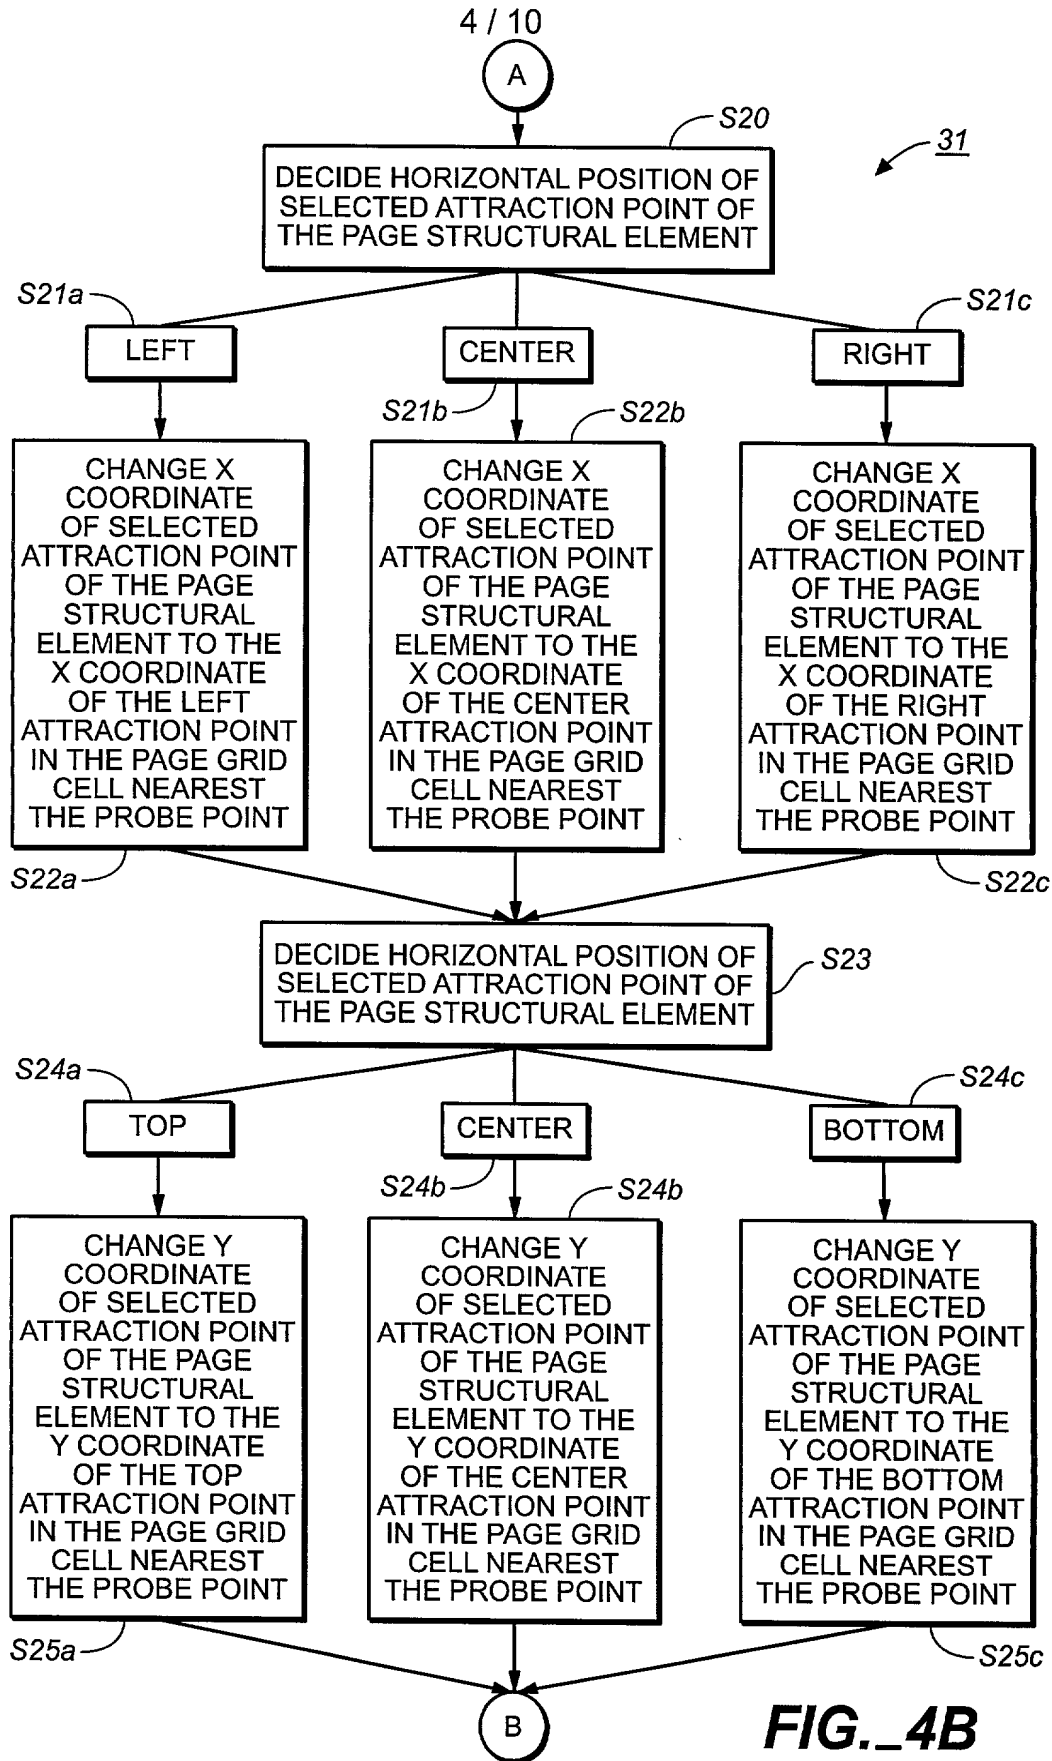 4 / 10
A
S20
31
DECIDE HORIZONTAL POSITION OF
SELECTED ATTRACTION POINT OF
THE PAGE STRUCTURAL ELEMENT
S21a
S21c
LEFT
CENTER
RIGHT
S21b
S22b
CHANGE X
COORDINATE
OF SELECTED
ATTRACTION POINT
OF THE PAGE
STRUCTURAL
ELEMENT TO THE
X COORDINATE
OF THE LEFT
ATTRACTION POINT
IN THE PAGE GRID
CELL NEAREST
THE PROBE POINT
CHANGE X
COORDINATE
OF SELECTED
ATTRACTION POINT
OF THE PAGE
STRUCTURAL
ELEMENT TO THE
X COORDINATE
OF THE CENTER
ATTRACTION POINT
IN THE PAGE GRID
CELL NEAREST
THE PROBE POINT
CHANGE X
COORDINATE
OF SELECTED
ATTRACTION POINT
OF THE PAGE
STRUCTURAL
ELEMENT TO THE
X COORDINATE
OF THE RIGHT
ATTRACTION POINT
IN THE PAGE GRID
CELL NEAREST
THE PROBE POINT
S22a
S22c
DECIDE HORIZONTAL POSITION OF
SELECTED ATTRACTION POINT OF
THE PAGE STRUCTURAL ELEMENT
S23
S24a
S24c
TOP
CENTER
BOTTOM
S24b
S24b
CHANGE Y
COORDINATE
OF SELECTED
ATTRACTION POINT
OF THE PAGE
STRUCTURAL
ELEMENT TO THE
Y COORDINATE
OF THE TOP
ATTRACTION POINT
IN THE PAGE GRID
CELL NEAREST
THE PROBE POINT
CHANGE Y
COORDINATE
OF SELECTED
ATTRACTION POINT
OF THE PAGE
STRUCTURAL
ELEMENT TO THE
Y COORDINATE
OF THE CENTER
ATTRACTION POINT
IN THE PAGE GRID
CELL NEAREST
THE PROBE POINT
CHANGE Y
COORDINATE
OF SELECTED
ATTRACTION POINT
OF THE PAGE
STRUCTURAL
ELEMENT TO THE
Y COORDINATE
OF THE BOTTOM
ATTRACTION POINT
IN THE PAGE GRID
CELL NEAREST
THE PROBE POINT
S25a
S25c
B
FIG._4B